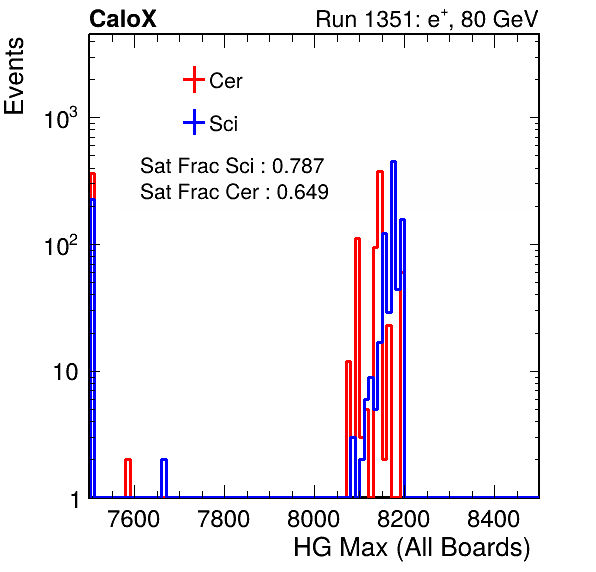 CaloX Run 1351: e⁺, 80 GeV
Events
Cer
Sci
Sat Frac Sci : 0.787
Sat Frac Cer : 0.649
10³
10²
10
1
7600 7800 8000 8200 8400
HG Max (All Boards)